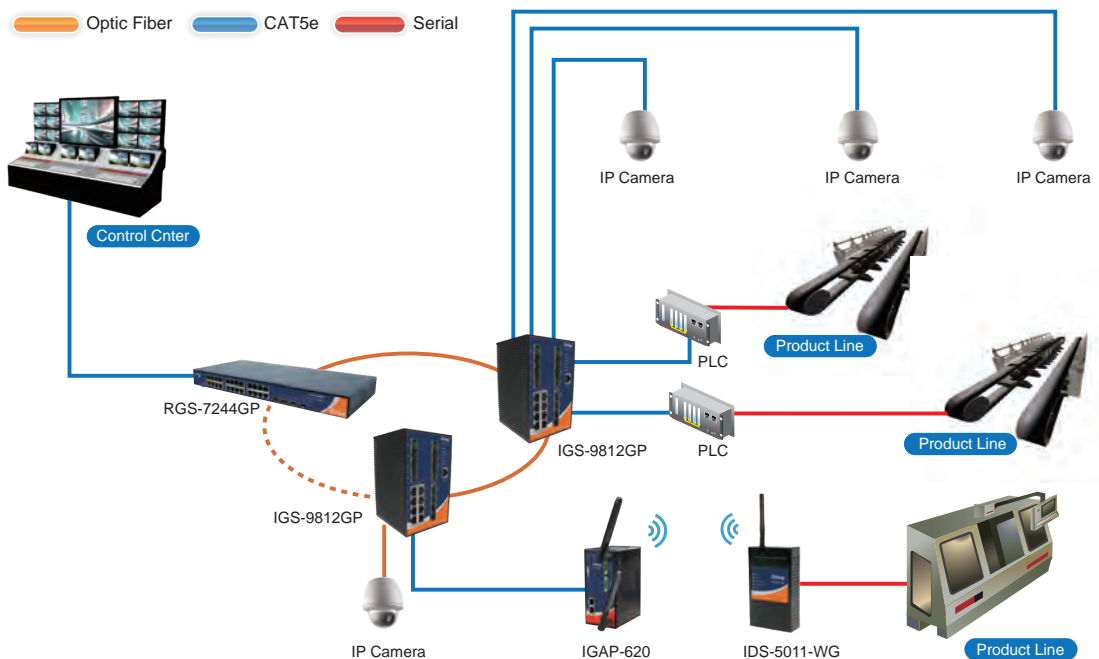 Optic Fiber
CAT5e
Serial
IP Camera
IP Camera
IP Camera
Control Cnter
Product Line
PLC
RGS-7244GP
Product Line
IGS-9812GP
PLC
IGS-9812GP
IP Camera
IGAP-620
IDS-5011-WG
Product Line